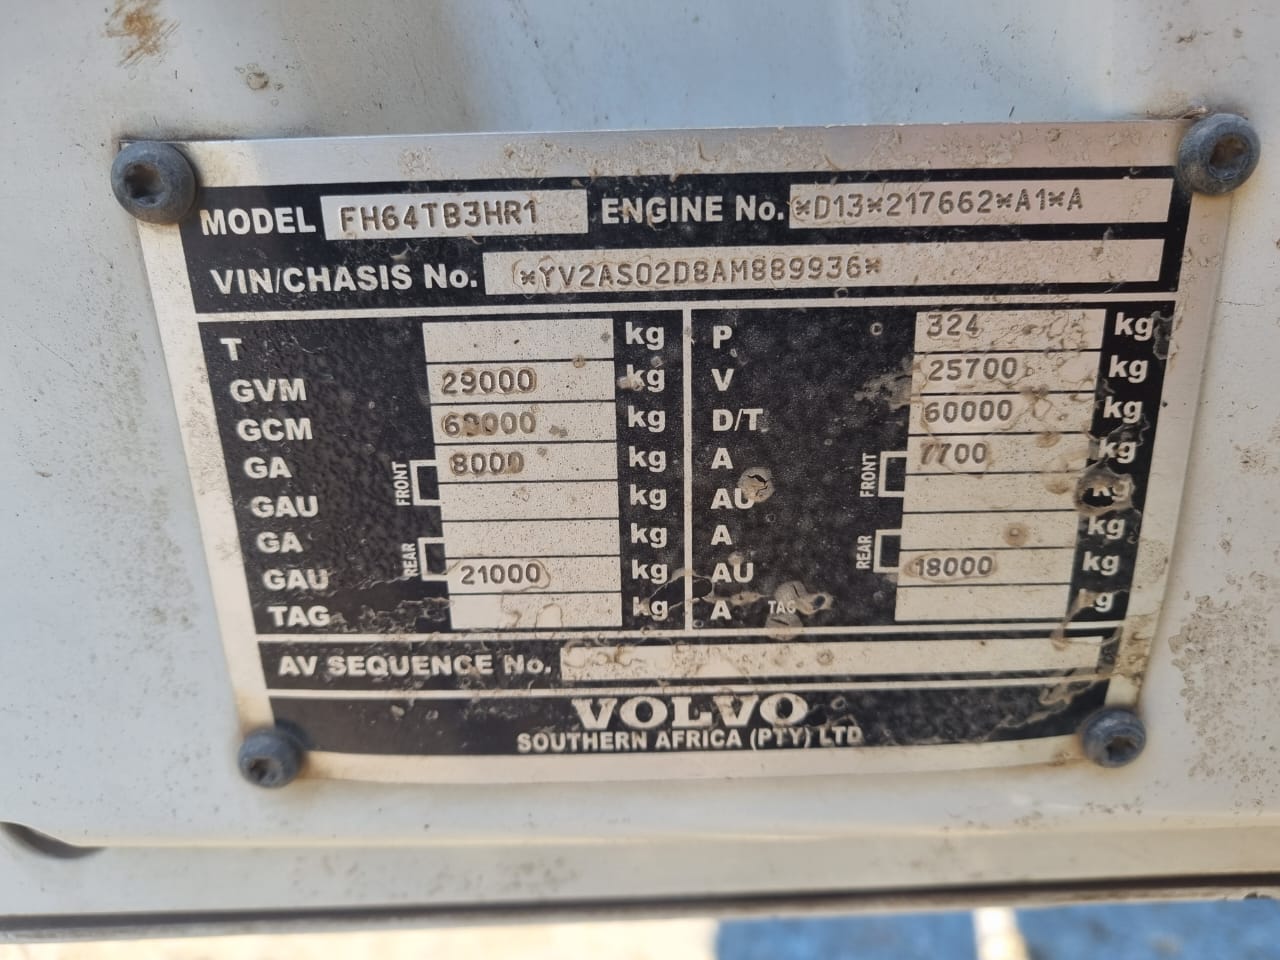 MODEL FH64TB3HR1 ENGINE No. *D13*217662*A1*A
VIN/CHASIS No. *YV2AS02D8AM889936*
T kg P 324 kg
GVM 29000 kg V 25700 kg
GCM 60000 kg D/T 60000 kg
GA FRONT 8000 kg A FRONT 7700 kg
GAU kg AU kg
GA REAR kg A kg
GAU 21000 kg AU REAR 18000 kg
TAG kg A TAG kg
AV SEQUENCE No.
VOLVO
SOUTHERN AFRICA (PTY) LTD